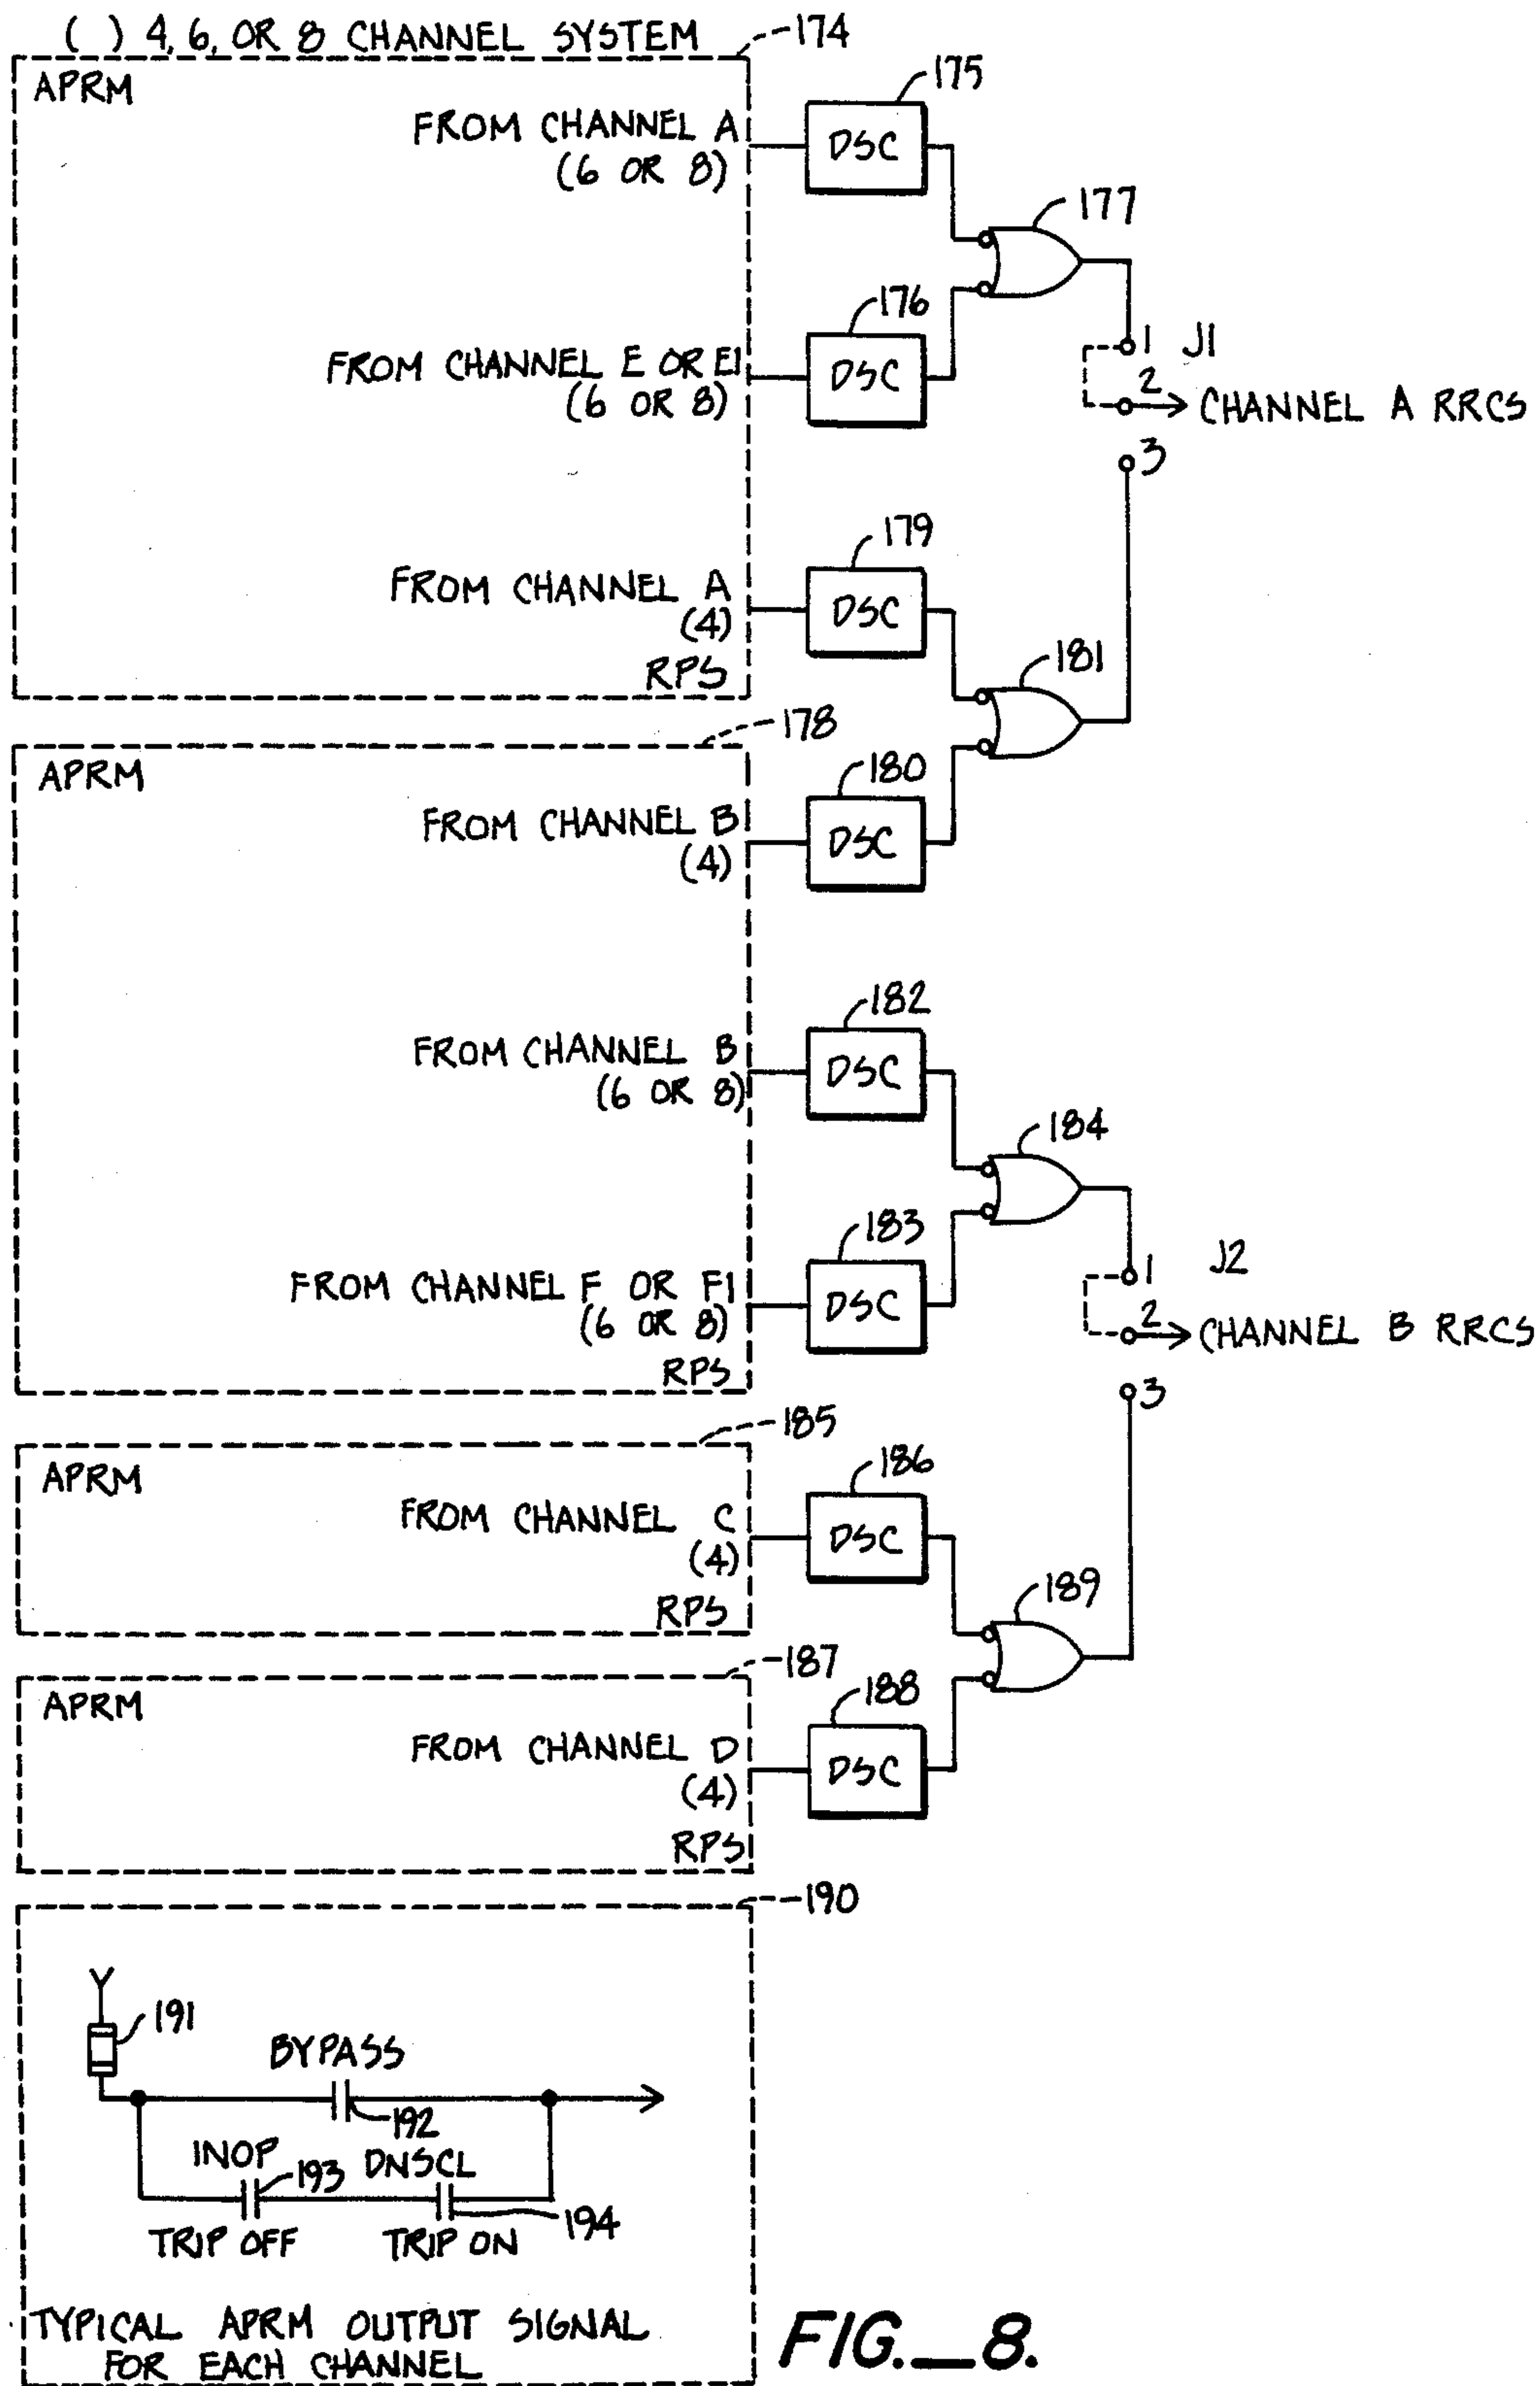 ( ) 4, 6, OR 8 CHANNEL SYSTEM
174
APRM
FROM CHANNEL A
(6 OR 8)
175
DSC
177
176
FROM CHANNEL E OR E1
(6 OR 8)
DSC
1 J1
2
CHANNEL A RRCS
3
179
FROM CHANNEL A
(4)
DSC
RPS
181
178
APRM
180
FROM CHANNEL B
(4)
DSC
182
FROM CHANNEL B
(6 OR 8)
DSC
184
183
FROM CHANNEL F OR F1
(6 OR 8)
DSC
RPS
1 J2
2
CHANNEL B RRCS
3
185
APRM
186
FROM CHANNEL C
(4)
DSC
RPS
189
187
APRM
188
FROM CHANNEL D
(4)
DSC
RPS
190
191
BYPASS
192
INOP
193
DNSCL
194
TRIP OFF
TRIP ON
TYPICAL APRM OUTPUT SIGNAL
FOR EACH CHANNEL
FIG._8.